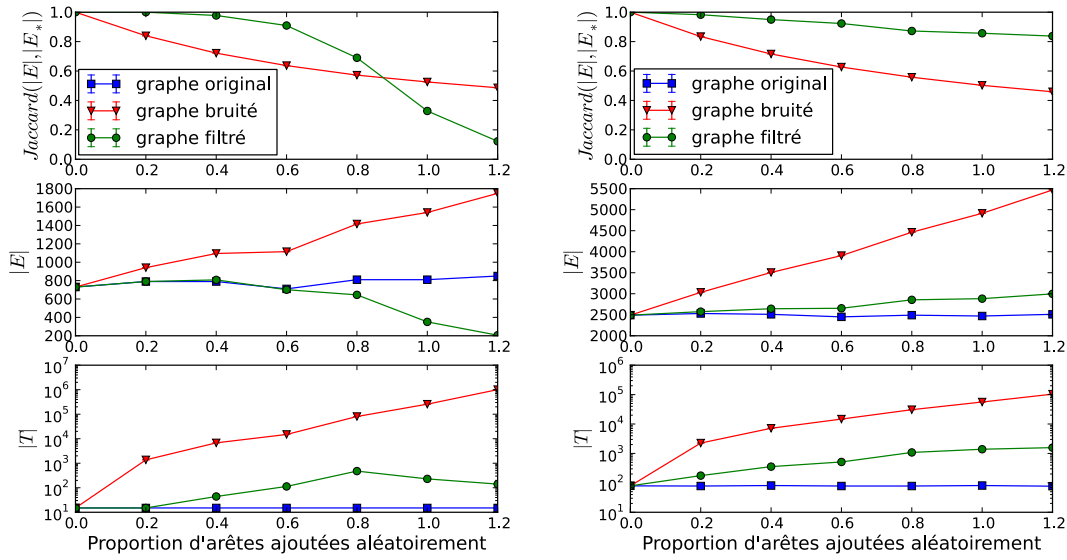 Jaccard(|E|,|E_*|)
1.0
0.8
0.6
0.4
0.2
0.0
graphe original
graphe bruité
graphe filtré
0.0 0.2 0.4 0.6 0.8 1.0 1.2
|E|
1800
1600
1400
1200
1000
800
600
400
200
0.0 0.2 0.4 0.6 0.8 1.0 1.2
|T|
10^7
10^6
10^5
10^4
10^3
10^2
10^1
0.0 0.2 0.4 0.6 0.8 1.0 1.2
Proportion d'arêtes ajoutées aléatoirement
Jaccard(|E|,|E_*|)
1.0
0.8
0.6
0.4
0.2
0.0
graphe original
graphe bruité
graphe filtré
0.0 0.2 0.4 0.6 0.8 1.0 1.2
|E|
5500
5000
4500
4000
3500
3000
2500
2000
0.0 0.2 0.4 0.6 0.8 1.0 1.2
|T|
10^6
10^5
10^4
10^3
10^2
10^1
0.0 0.2 0.4 0.6 0.8 1.0 1.2
Proportion d'arêtes ajoutées aléatoirement